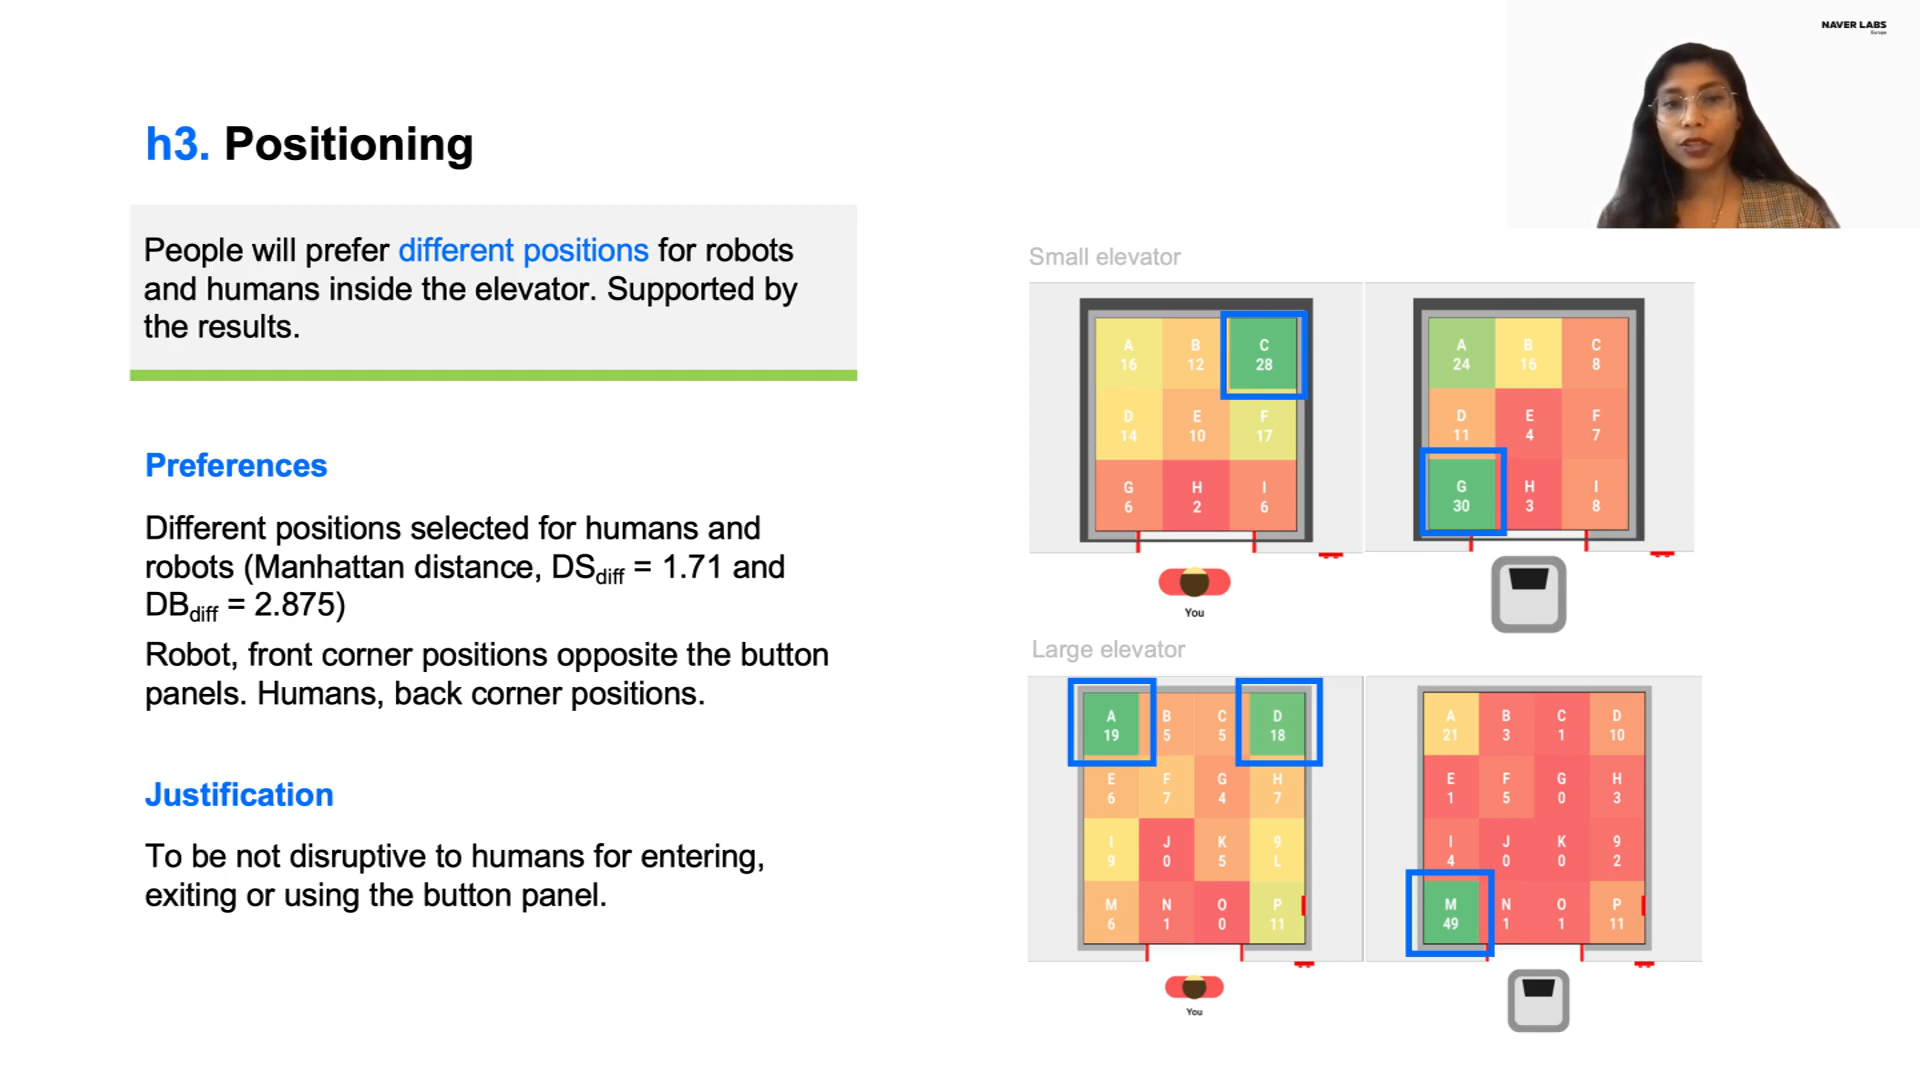 NAVER LABS
Europe
h3. Positioning
People will prefer different positions for robots
and humans inside the elevator. Supported by
the results.
Preferences
Different positions selected for humans and
robots (Manhattan distance, DSdiff = 1.71 and
DBdiff = 2.875)
Robot, front corner positions opposite the button
panels. Humans, back corner positions.
Justification
To be not disruptive to humans for entering,
exiting or using the button panel.
Small elevator
A B C
16 12 28
D E F
14 10 17
G H I
6 2 6
You
A B C
24 16 8
D E F
11 4 7
G H I
30 3 8
Large elevator
A B C D
19 5 5 18
E F G H
6 7 4 7
I J K 9
9 0 5 L
M N O P
6 1 0 11
You
A B C D
21 3 1 10
E F G H
1 5 0 3
I J K 9
4 0 0 2
M N O P
49 1 1 11